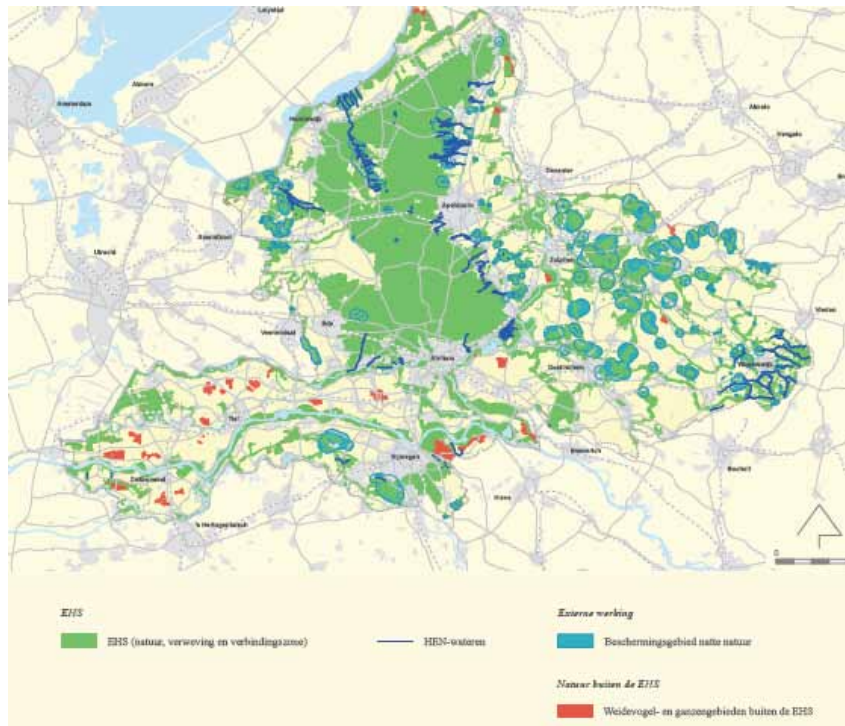 Lelystad
Almere
Amsterdam
Harderwijk
Almelo
Hengelo
Deventer
Apeldoorn
Amersfoort
Utrecht
Zutphen
Ede
Veenendaal
Arnhem
Doetinchem
Winterswijk
Vreden
Tiel
Nijmegen
Emmerich
Bocholt
Kleve
Zaltbommel
's Hertogenbosch
0
EHS
EHS (natuur, verweving en verbindingszone)
HEN-wateren
Externe werking
Beschermingsgebied natte natuur
Natuur buiten de EHS
Weidevogel- en ganzengebieden buiten de EHS